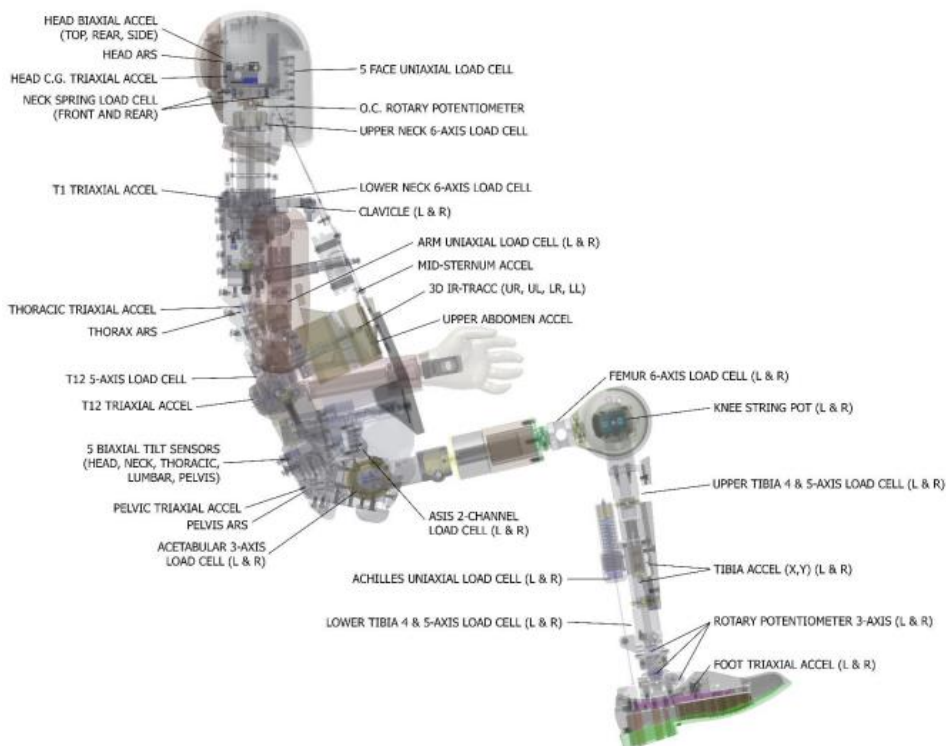 HEAD BIAXIAL ACCEL
(TOP, REAR, SIDE)
HEAD ARS
HEAD C.G. TRIAXIAL ACCEL
NECK SPRING LOAD CELL
(FRONT AND REAR)
5 FACE UNIAXIAL LOAD CELL
O.C. ROTARY POTENTIOMETER
UPPER NECK 6-AXIS LOAD CELL
T1 TRIAXIAL ACCEL
LOWER NECK 6-AXIS LOAD CELL
CLAVICLE (L & R)
ARM UNIAXIAL LOAD CELL (L & R)
MID-STERNUM ACCEL
3D IR-TRACC (UR, UL, LR, LL)
UPPER ABDOMEN ACCEL
THORACIC TRIAXIAL ACCEL
THORAX ARS
T12 5-AXIS LOAD CELL
T12 TRIAXIAL ACCEL
FEMUR 6-AXIS LOAD CELL (L & R)
KNEE STRING POT (L & R)
5 BIAXIAL TILT SENSORS
(HEAD, NECK, THORACIC,
LUMBAR, PELVIS)
PELVIC TRIAXIAL ACCEL
PELVIS ARS
ACETABULAR 3-AXIS
LOAD CELL (L & R)
ASIS 2-CHANNEL
LOAD CELL (L & R)
UPPER TIBIA 4 & 5-AXIS LOAD CELL (L & R)
ACHILLES UNIAXIAL LOAD CELL (L & R)
TIBIA ACCEL (X,Y) (L & R)
LOWER TIBIA 4 & 5-AXIS LOAD CELL (L & R)
ROTARY POTENTIOMETER 3-AXIS (L & R)
FOOT TRIAXIAL ACCEL (L & R)